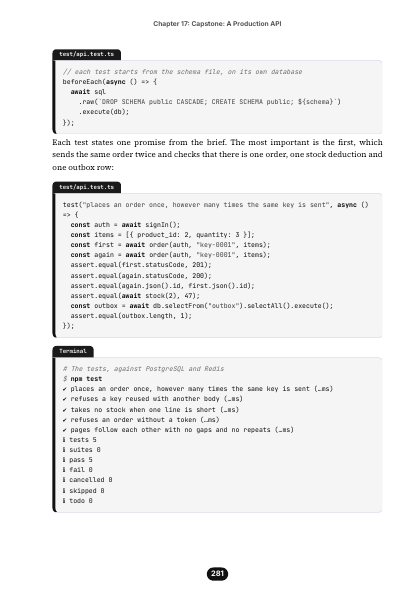 Chapter 17: Capstone: A Production API
test/api.test.ts
// each test starts from the schema file, on its own database
beforeEach(async () => {
  await sql
    .raw(`DROP SCHEMA public CASCADE; CREATE SCHEMA public; ${schema}`)
    .execute(db);
});
Each test states one promise from the brief. The most important is the first, which
sends the same order twice and checks that there is one order, one stock deduction and
one outbox row:
test/api.test.ts
test("places an order once, however many times the same key is sent", async ()
=> {
  const auth = await signIn();
  const items = [{ product_id: 2, quantity: 3 }];
  const first = await order(auth, "key-0001", items);
  const again = await order(auth, "key-0001", items);
  assert.equal(first.statusCode, 201);
  assert.equal(again.statusCode, 200);
  assert.equal(again.json().id, first.json().id);
  assert.equal(await stock(2), 47);
  const outbox = await db.selectFrom("outbox").selectAll().execute();
  assert.equal(outbox.length, 1);
});
Terminal
# The tests, against PostgreSQL and Redis
$ npm test
✔ places an order once, however many times the same key is sent (…ms)
✔ refuses a key reused with another body (…ms)
✔ takes no stock when one line is short (…ms)
✔ refuses an order without a token (…ms)
✔ pages follow each other with no gaps and no repeats (…ms)
ℹ tests 5
ℹ suites 0
ℹ pass 5
ℹ fail 0
ℹ cancelled 0
ℹ skipped 0
ℹ todo 0
281